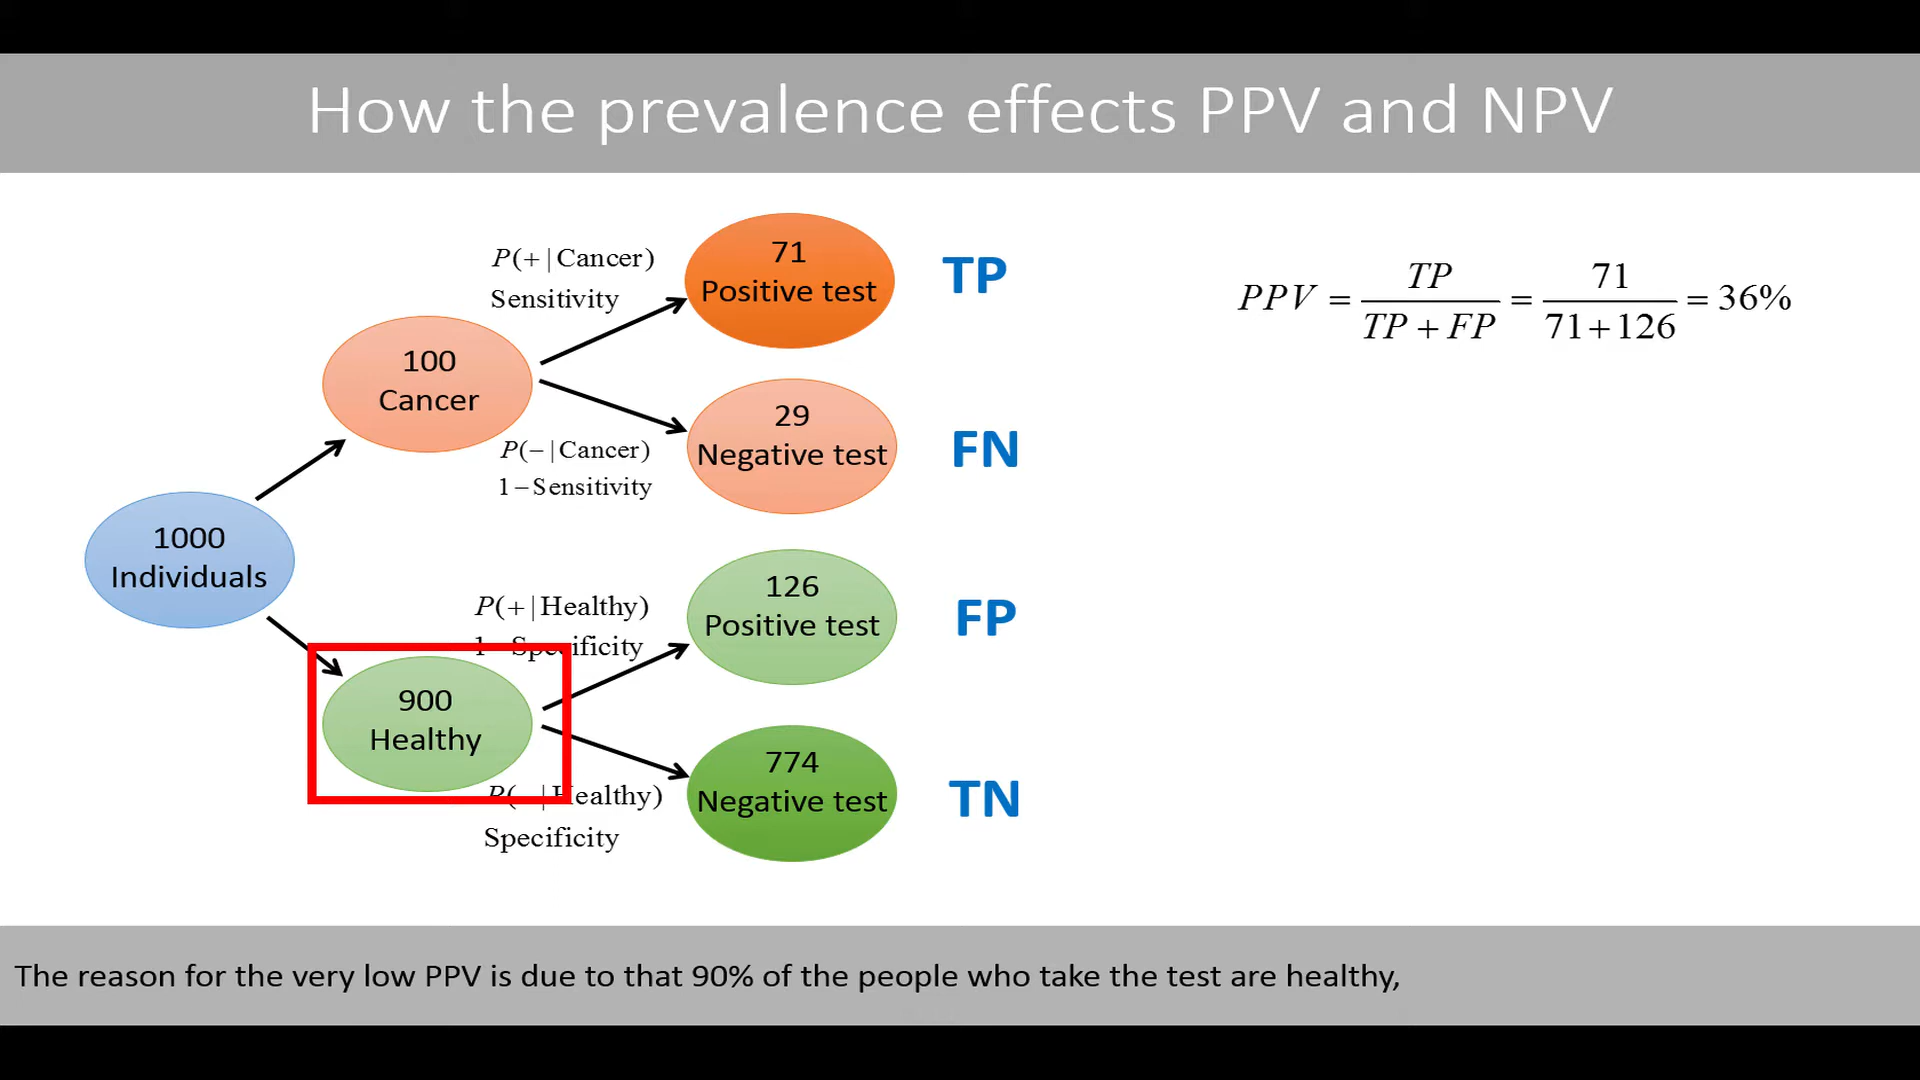 How the prevalence effects PPV and NPV
P(+|Cancer)
Sensitivity
71
Positive test
TP
PPV = TP / (TP + FP) = 71 / (71+126) = 36%
100
Cancer
29
Negative test
FN
P(−|Cancer)
1−Sensitivity
1000
Individuals
P(+|Healthy)
1−Specificity
126
Positive test
FP
900
Healthy
774
Negative test
TN
P(−|Healthy)
Specificity
The reason for the very low PPV is due to that 90% of the people who take the test are healthy,